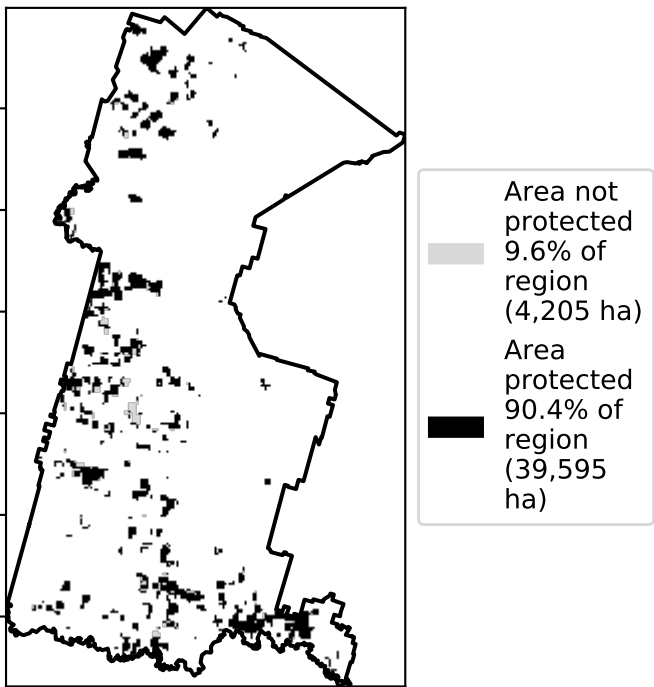 Area not
protected
9.6% of
region
(4,205 ha)
Area
protected
90.4% of
region
(39,595
ha)